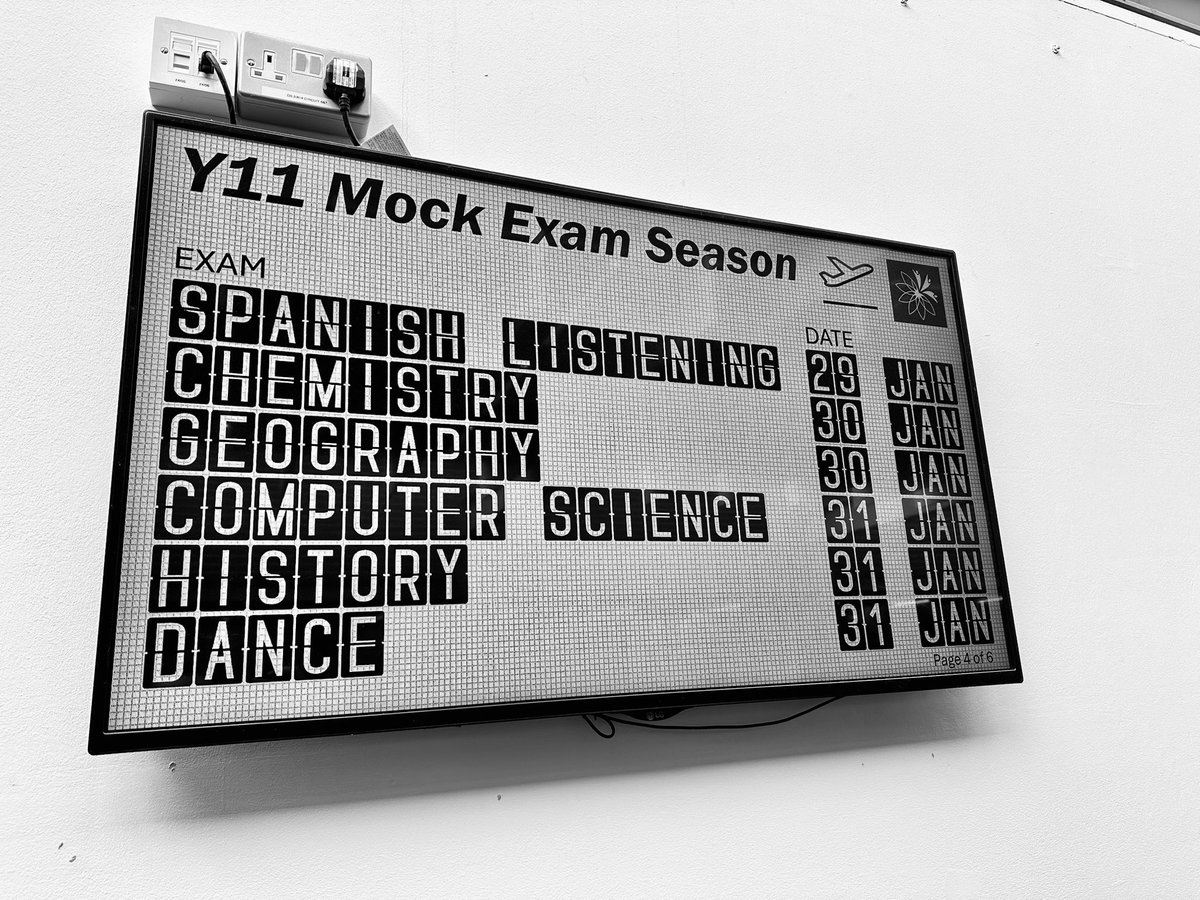 Y11 Mock Exam Season
EXAM DATE
SPANISH LISTENING 29 JAN
CHEMISTRY 30 JAN
GEOGRAPHY 30 JAN
COMPUTER SCIENCE 31 JAN
HISTORY 31 JAN
DANCE 31 JAN
Page 4 of 6